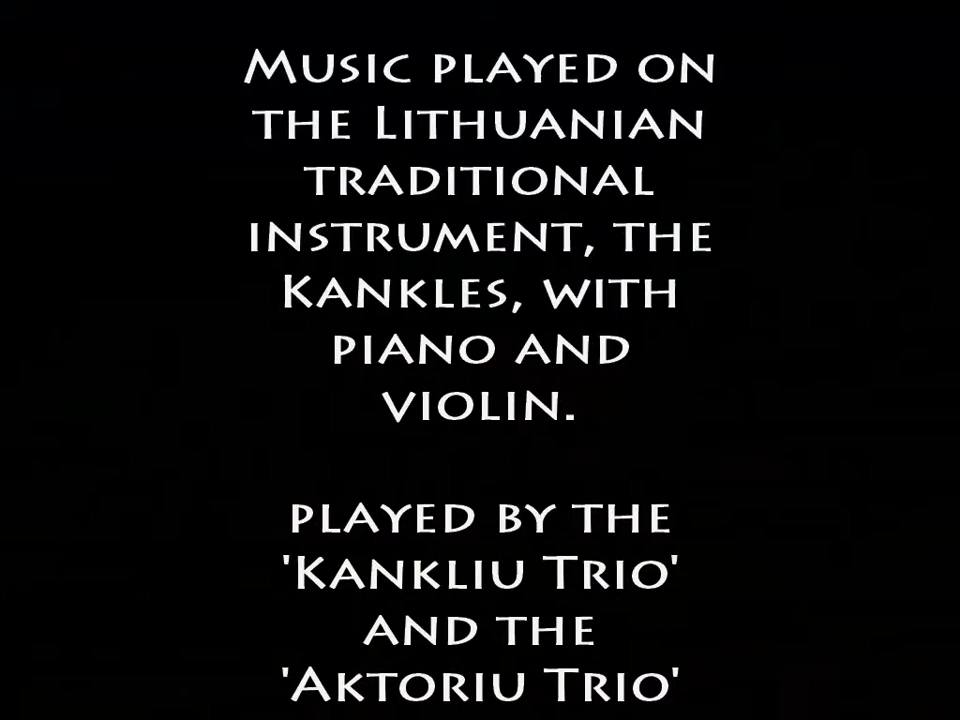 Music played on
the Lithuanian
traditional
instrument, the
Kankles, with
piano and
violin.
played by the
'Kankliu Trio'
and the
'Aktoriu Trio'